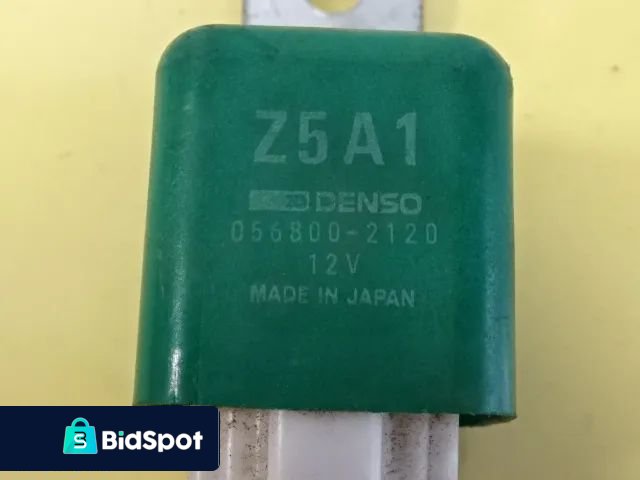 Z5A1
DENSO
056800-2120
12V
MADE IN JAPAN
BidSpot